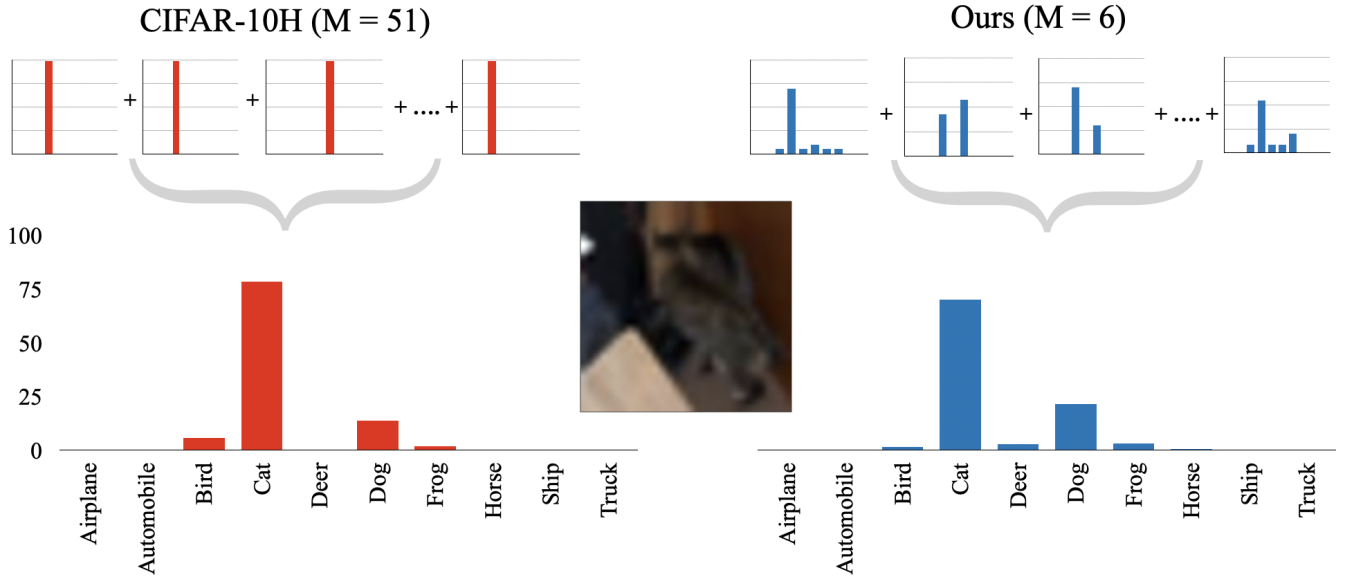 CIFAR-10H (M = 51)
Ours (M = 6)
+ + + .... +
+ + + .... +
100
75
50
25
0
Airplane
Automobile
Bird
Cat
Deer
Dog
Frog
Horse
Ship
Truck
Airplane
Automobile
Bird
Cat
Deer
Dog
Frog
Horse
Ship
Truck